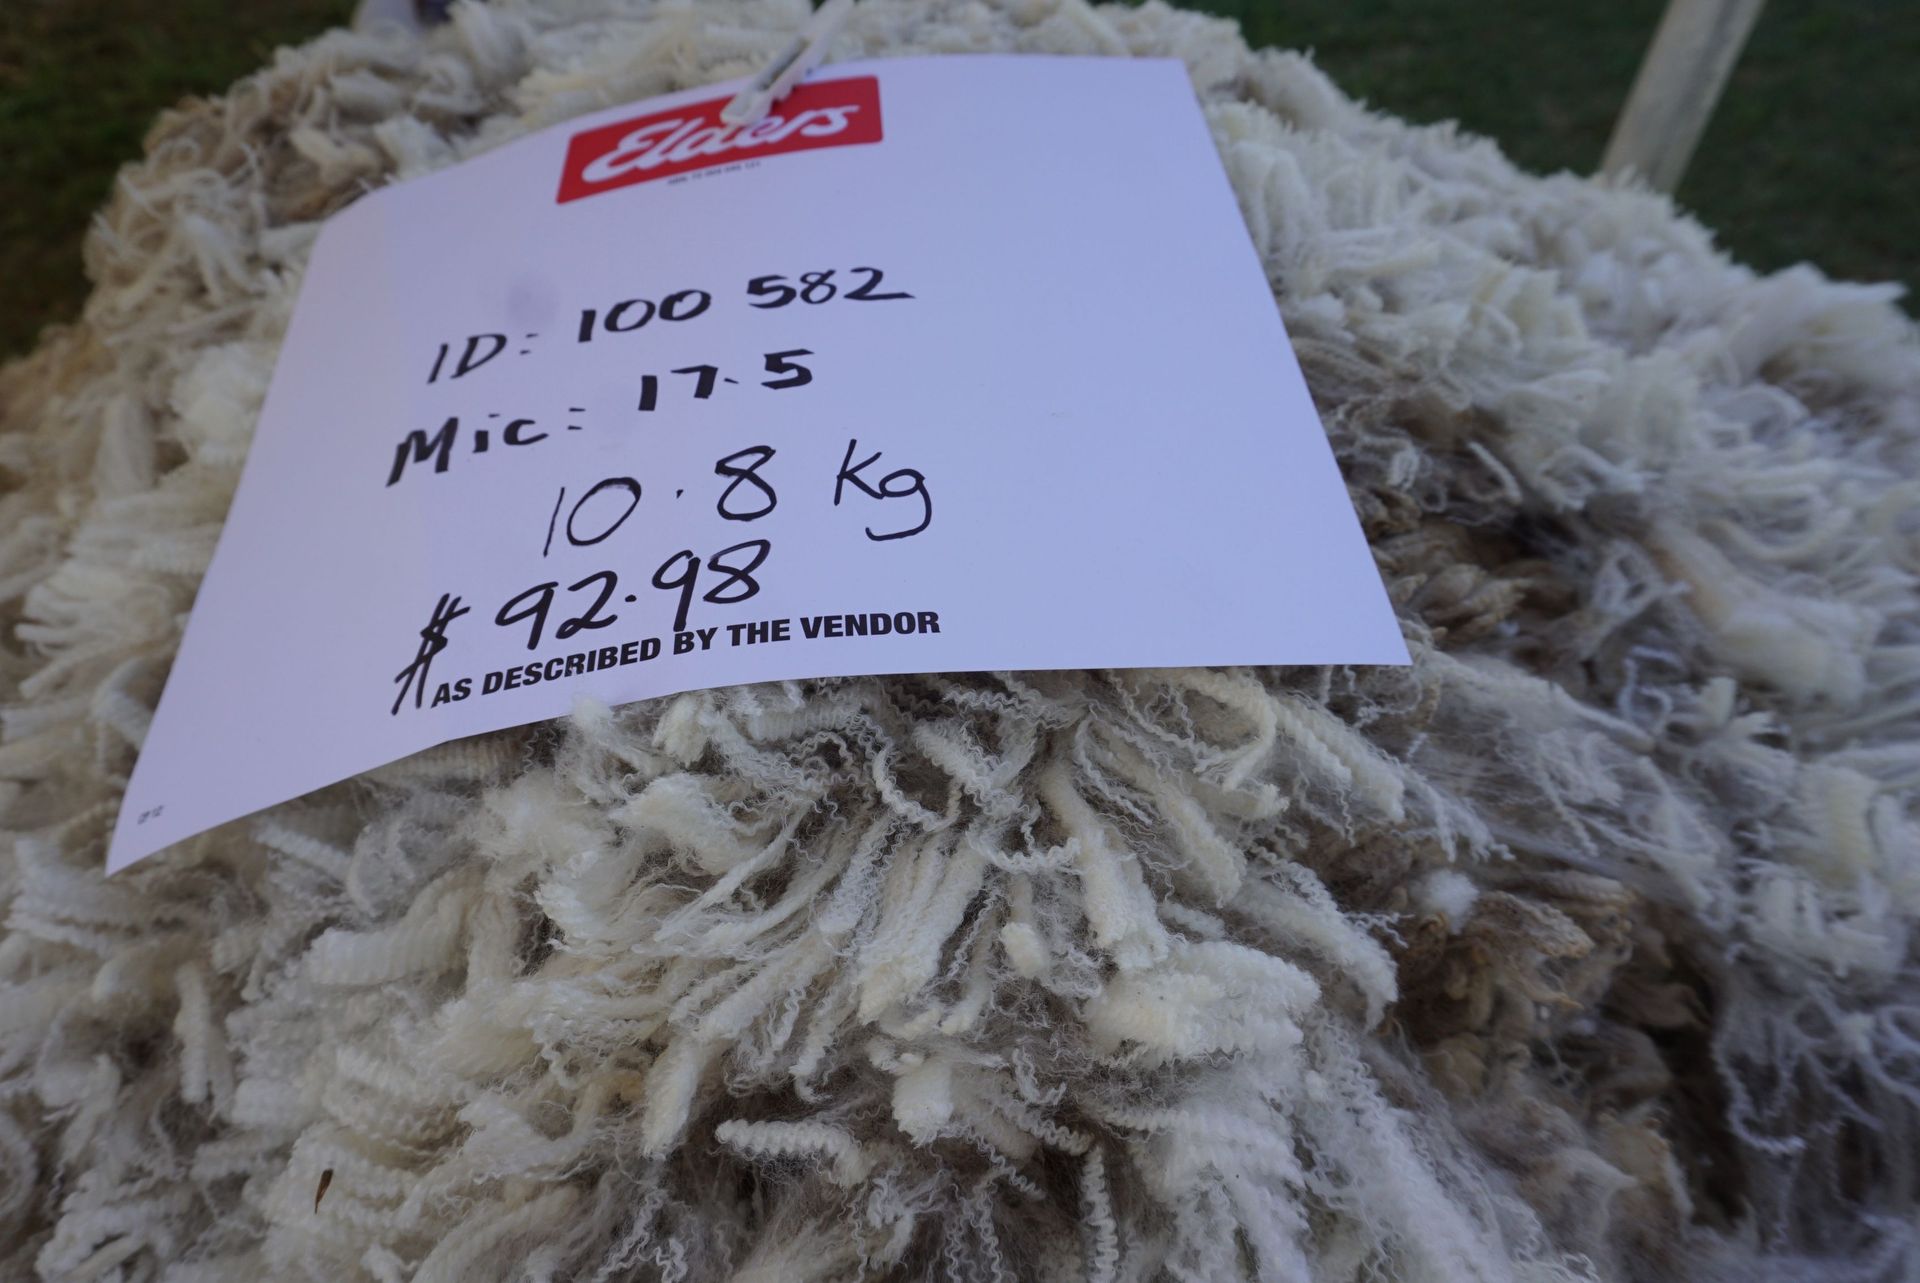 Elders
ID: 100 582
Mic: 17.5
10.8 kg
$ 92.98
AS DESCRIBED BY THE VENDOR